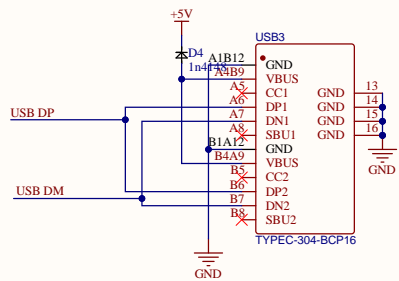 +5V
USB3
D4
1n4148
A1B12
GND
A4B9
VBUS
A5
CC1
GND
13
A6
DP1
GND
14
A7
DN1
GND
15
A8
SBU1
GND
16
USB DP
B1A12
GND
B4A9
VBUS
GND
B5
CC2
B6
DP2
USB DM
B7
DN2
B8
SBU2
TYPEC-304-BCP16
GND